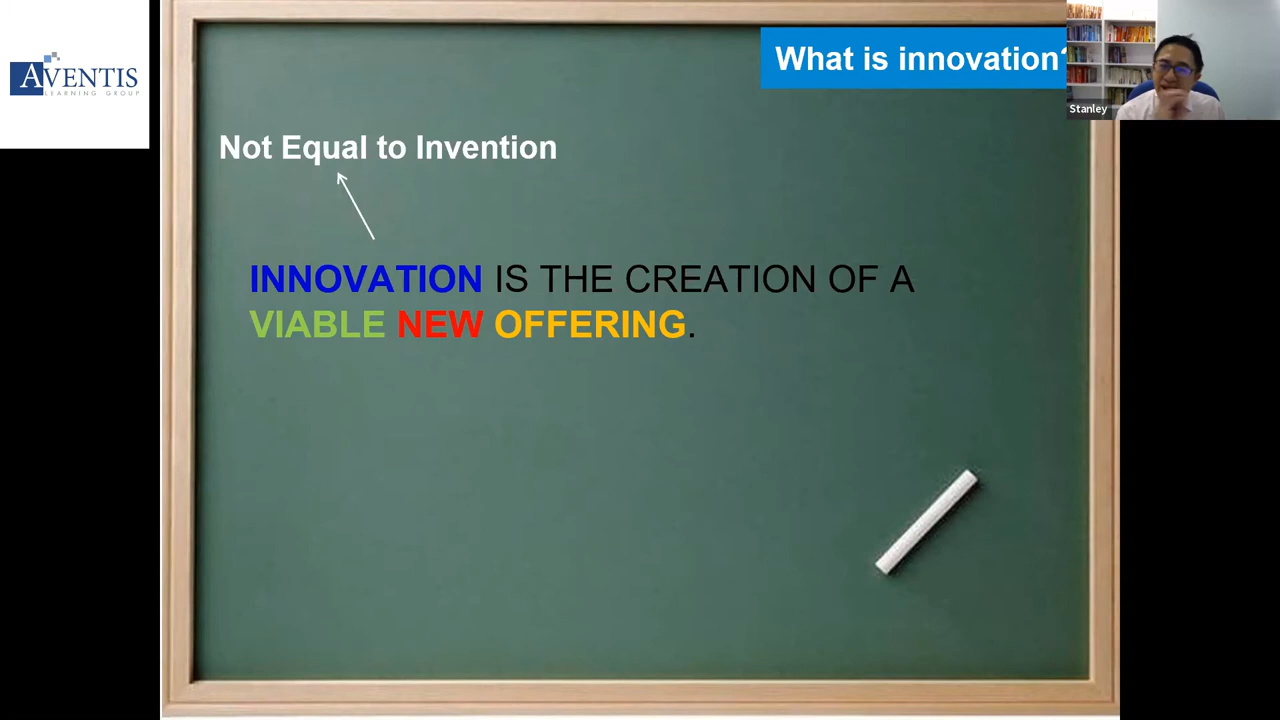 AVENTIS
LEARNING GROUP
What is innovation?
Stanley
Not Equal to Invention
INNOVATION IS THE CREATION OF A
VIABLE NEW OFFERING.